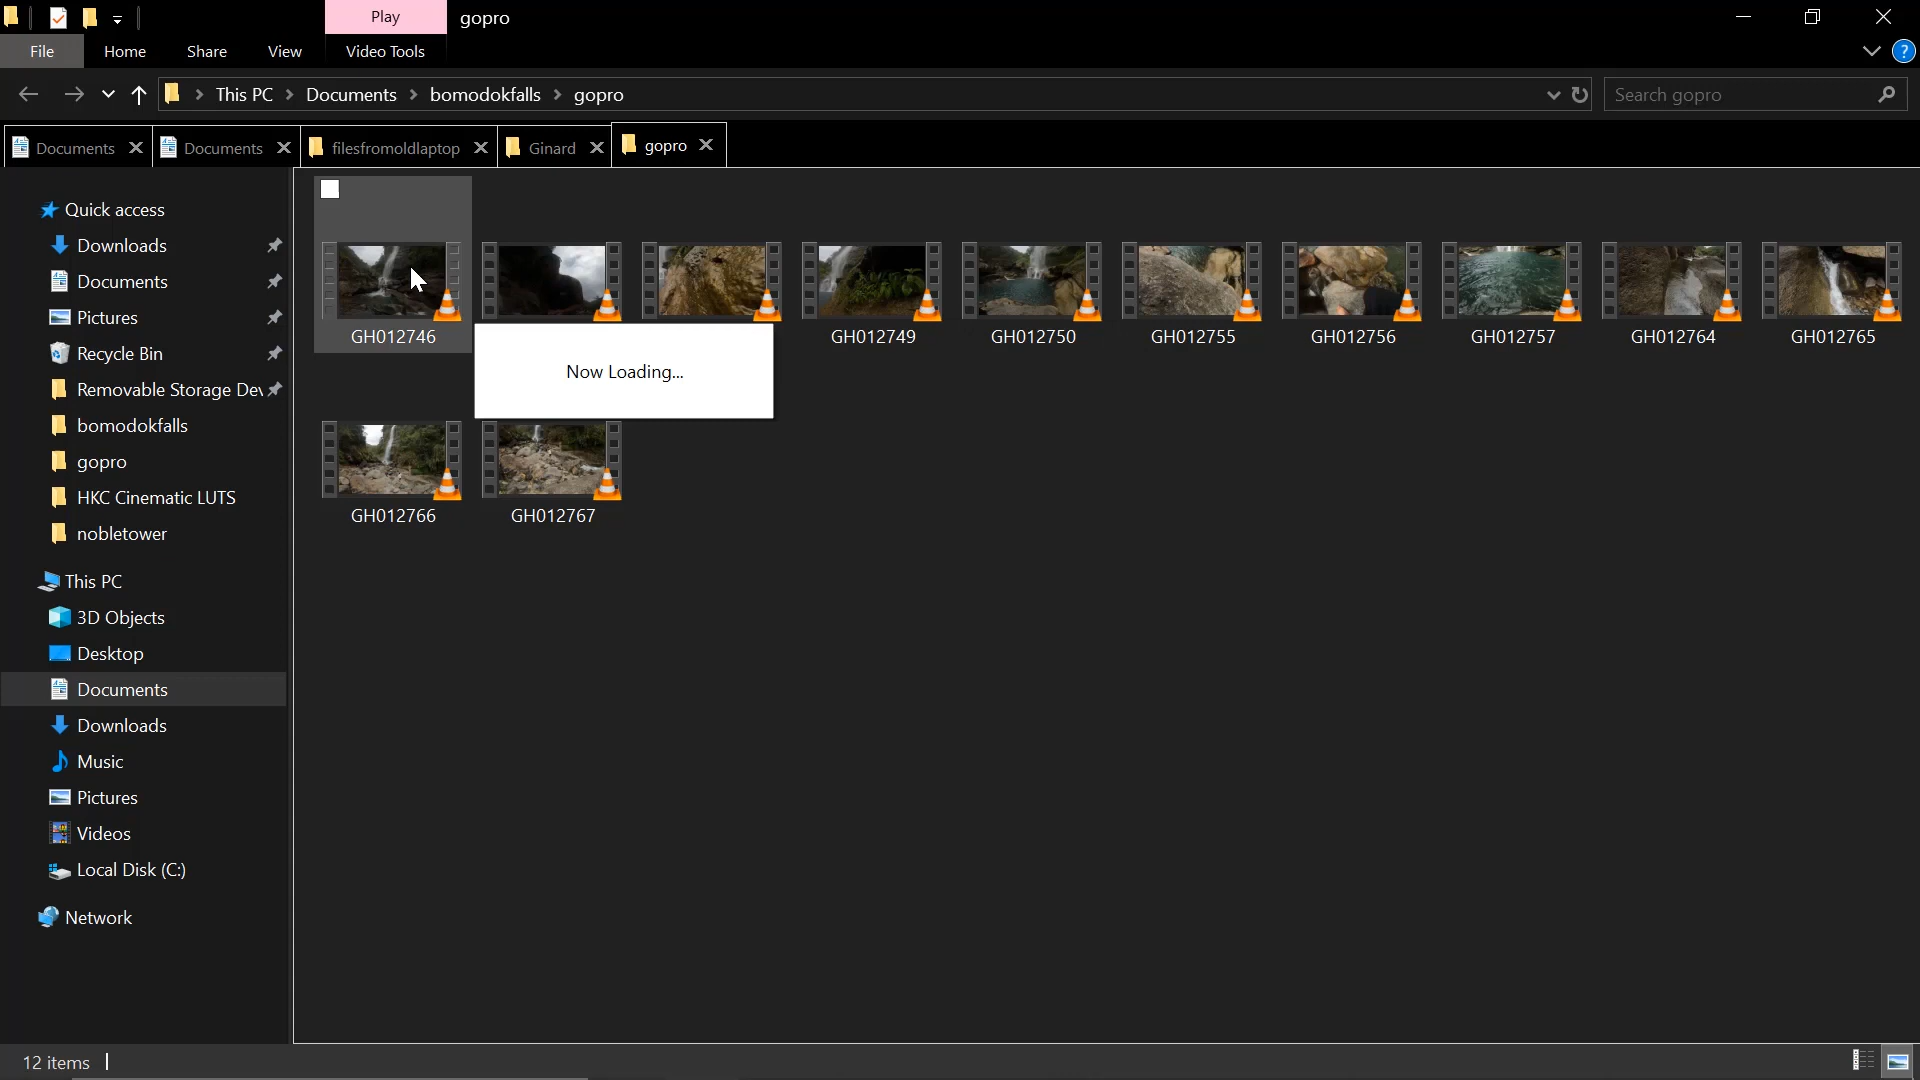 Play
gopro
File
Home
Share
View
Video Tools
?
This PC
Documents
bomodokfalls
gopro
Search gopro
Documents
Documents
filesfromoldlaptop
Ginard
gopro
Quick access
Downloads
Documents
Pictures
Recycle Bin
Removable Storage Dev
bomodokfalls
gopro
HKC Cinematic LUTS
nobletower
This PC
3D Objects
Desktop
Documents
Downloads
Music
Pictures
Videos
Local Disk (C:)
Network
GH012746
GH012749
GH012750
GH012755
GH012756
GH012757
GH012764
GH012765
Now Loading...
GH012766
GH012767
12 items